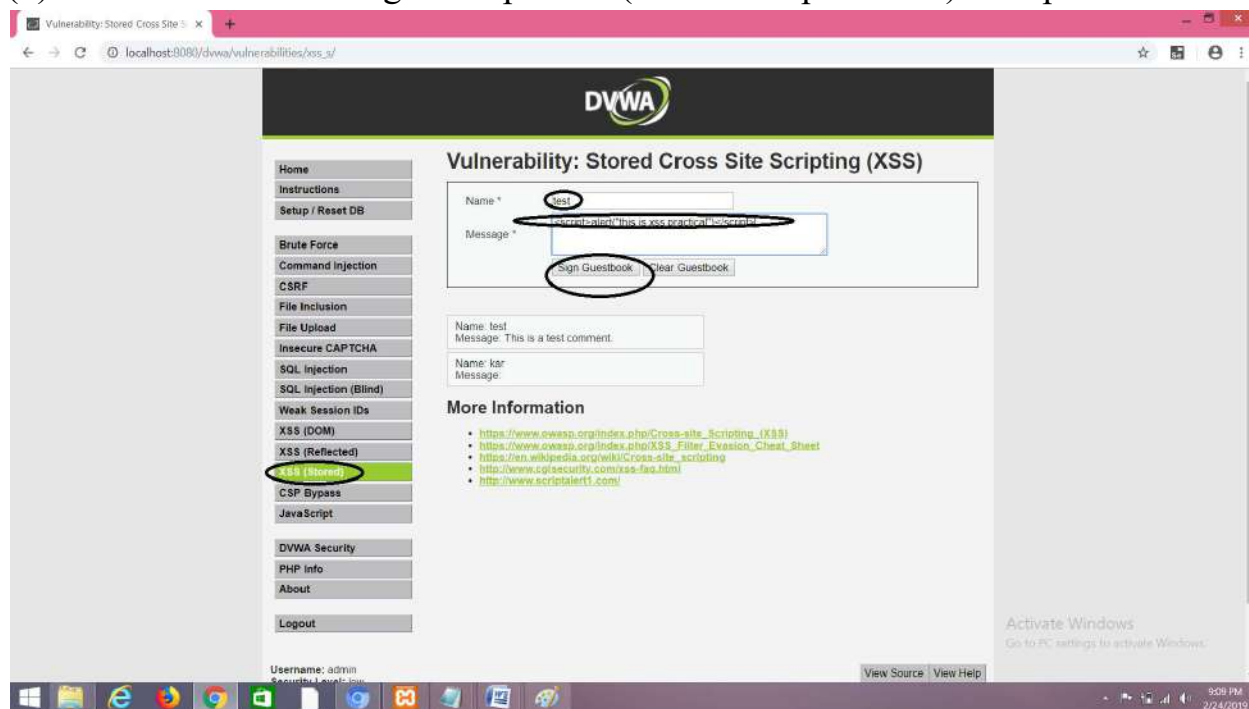 Vulnerability: Stored Cross Site S
localhost:8080/dvwa/vulnerabilities/xss_s/
DVWA
Vulnerability: Stored Cross Site Scripting (XSS)
Home
Instructions
Setup / Reset DB
Brute Force
Command Injection
CSRF
File Inclusion
File Upload
Insecure CAPTCHA
SQL Injection
SQL Injection (Blind)
Weak Session IDs
XSS (DOM)
XSS (Reflected)
XSS (Stored)
CSP Bypass
JavaScript
DVWA Security
PHP Info
About
Logout
Name * test
Message * <script>alert("this is xss practical")</script>
Sign Guestbook Clear Guestbook
Name: test
Message: This is a test comment.
Name: kar
Message:
More Information
https://www.owasp.org/index.php/Cross-site_Scripting_(XSS)
https://www.owasp.org/index.php/XSS_Filter_Evasion_Cheat_Sheet
https://en.wikipedia.org/wiki/Cross-site_scripting
http://www.cgisecurity.com/xss-faq.html
http://www.scriptalert1.com/
Activate Windows
Go to PC settings to activate Windows.
Username: admin
Security Level: low
View Source View Help
9:09 PM
2/24/2019